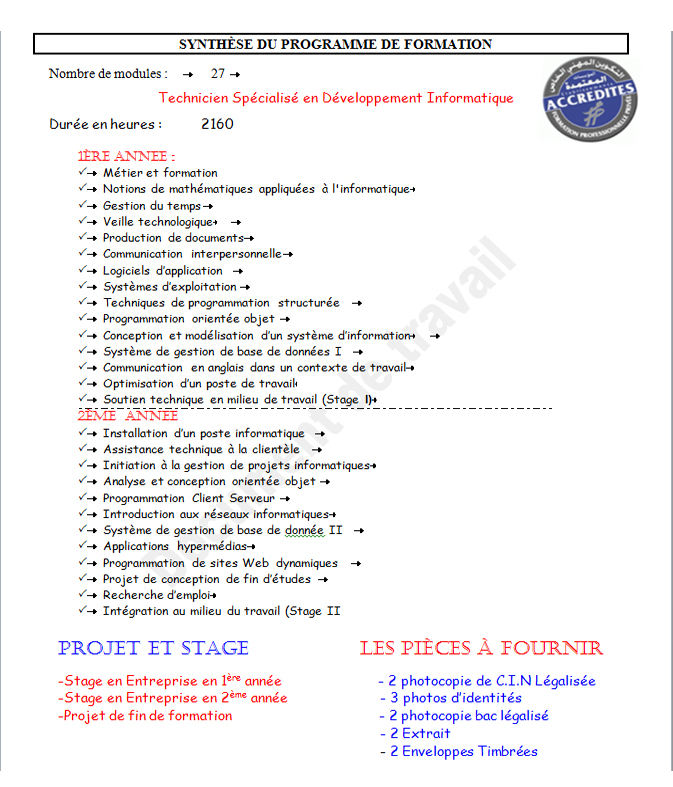 SYNTHÈSE DU PROGRAMME DE FORMATION
Nombre de modules : → 27 →
Technicien Spécialisé en Développement Informatique
Durée en heures : 2160
ACCREDITES
FORMATION PROFESSIONNELLE PRIVEE
1ÈRE ANNEE :
✓→ Métier et formation
✓→ Notions de mathématiques appliquées à l'informatique→
✓→ Gestion du temps→
✓→ Veille technologique→ →
✓→ Production de documents→
✓→ Communication interpersonnelle→
✓→ Logiciels d'application →
✓→ Systèmes d'exploitation →
✓→ Techniques de programmation structurée →
✓→ Programmation orientée objet →
✓→ Conception et modélisation d'un système d'information→ →
✓→ Système de gestion de base de données I →
✓→ Communication en anglais dans un contexte de travail→
✓→ Optimisation d'un poste de travail
✓→ Soutien technique en milieu de travail (Stage I)→
2ÈME ANNÉE
✓→ Installation d'un poste informatique →
✓→ Assistance technique à la clientèle →
✓→ Initiation à la gestion de projets informatiques→
✓→ Analyse et conception orientée objet →
✓→ Programmation Client Serveur →
✓→ Introduction aux réseaux informatiques→
✓→ Système de gestion de base de donnée II →
✓→ Applications hypermédias→
✓→ Programmation de sites Web dynamiques →
✓→ Projet de conception de fin d'études →
✓→ Recherche d'emploi→
✓→ Intégration au milieu du travail (Stage II
Document de travail
PROJET ET STAGE
-Stage en Entreprise en 1ère année
-Stage en Entreprise en 2ème année
-Projet de fin de formation
LES PIÈCES À FOURNIR
- 2 photocopie de C.I.N Légalisée
- 3 photos d'identités
- 2 photocopie bac légalisé
- 2 Extrait
- 2 Enveloppes Timbrées